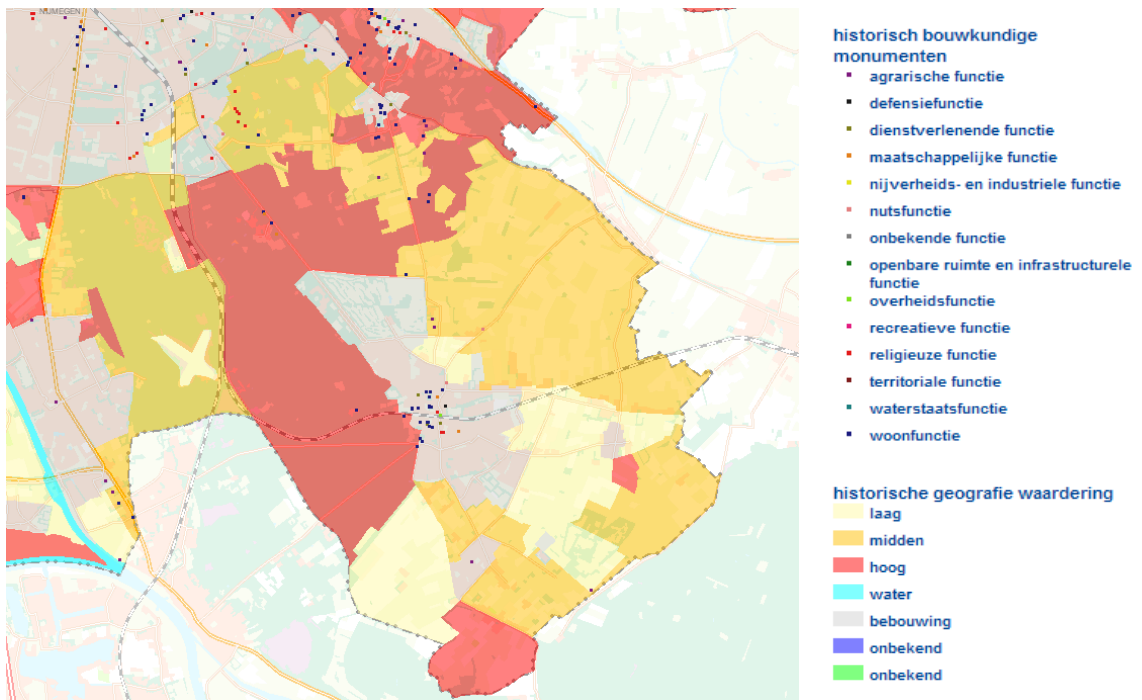 NIJMEGEN
historisch bouwkundige
monumenten
agrarische functie
defensiefunctie
dienstverlenende functie
maatschappelijke functie
nijverheids- en industriele functie
nutsfunctie
onbekende functie
openbare ruimte en infrastructurele
functie
overheidsfunctie
recreatieve functie
religieuze functie
territoriale functie
waterstaatsfunctie
woonfunctie
historische geografie waardering
laag
midden
hoog
water
bebouwing
onbekend
onbekend